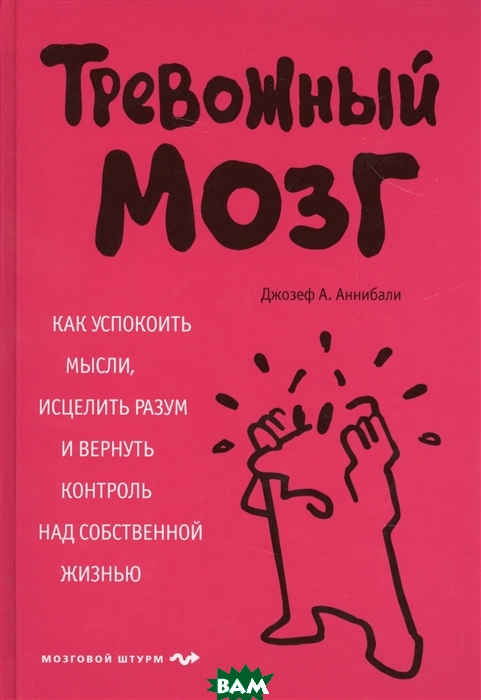 Тревожный
мозг
Джозеф А. Аннибали
КАК УСПОКОИТЬ
МЫСЛИ,
ИСЦЕЛИТЬ РАЗУМ
И ВЕРНУТЬ
КОНТРОЛЬ
НАД СОБСТВЕННОЙ
ЖИЗНЬЮ
МОЗГОВОЙ ШТУРМ
BAM